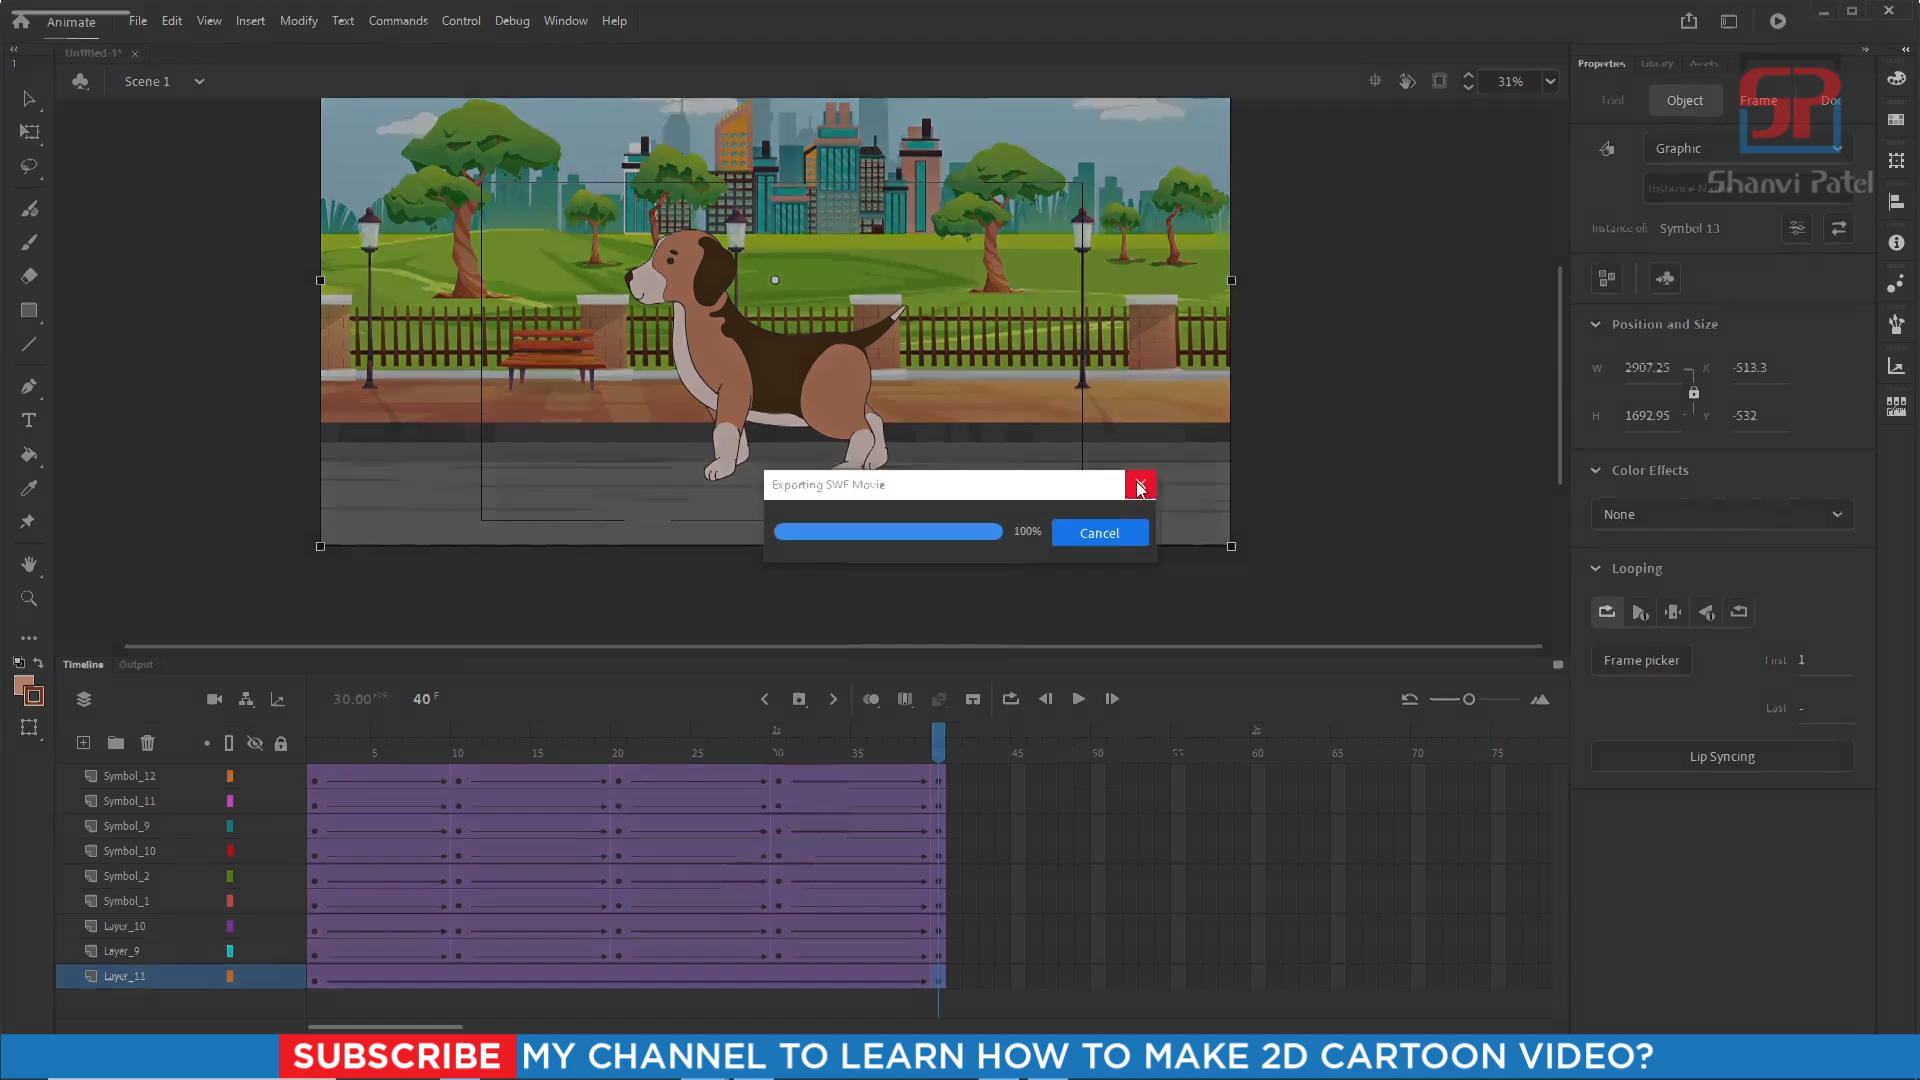 Animate
File Edit View Insert Modify Text Commands Control Debug Window Help
Untitled-1*
1
Scene 1
31%
Properties Library Assets
Tool Object Frame Doc
SP
Graphic
Instance Name
Shanvi Patel
Instance of: Symbol 13
Position and Size
W 2907.25 X -513.3
H 1692.95 Y -532
Color Effects
None
Looping
Frame picker First 1
Last -
Lip Syncing
Exporting SWF Movie
100% Cancel
Timeline Output
30.00 FPS 40 F
1s 2s
5 10 15 20 25 30 35 45 50 55 60 65 70 75
Symbol_12
Symbol_11
Symbol_9
Symbol_10
Symbol_2
Symbol_1
Layer_10
Layer_9
Layer_11
SUBSCRIBE MY CHANNEL TO LEARN HOW TO MAKE 2D CARTOON VIDEO?